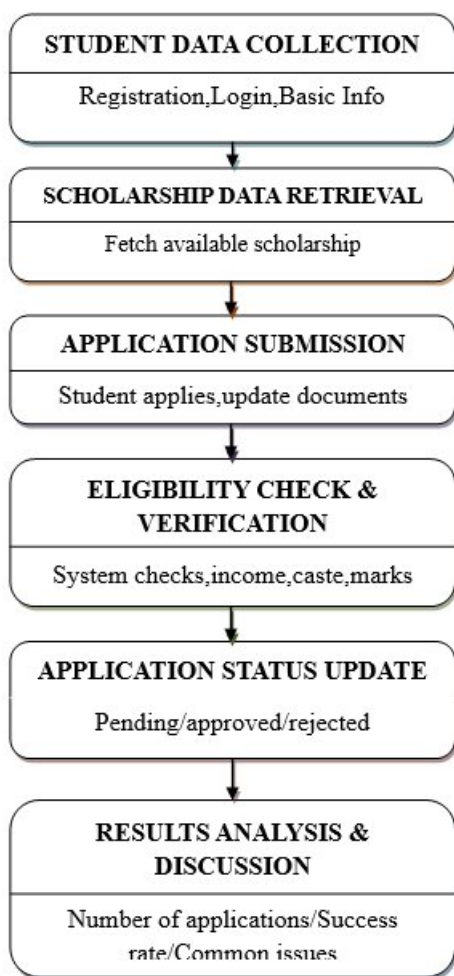 STUDENT DATA COLLECTION
Registration,Login,Basic Info
SCHOLARSHIP DATA RETRIEVAL
Fetch available scholarship
APPLICATION SUBMISSION
Student applies,update documents
ELIGIBILITY CHECK &
VERIFICATION
System checks,income,caste,marks
APPLICATION STATUS UPDATE
Pending/approved/rejected
RESULTS ANALYSIS &
DISCUSSION
Number of applications/Success
rate/Common issues